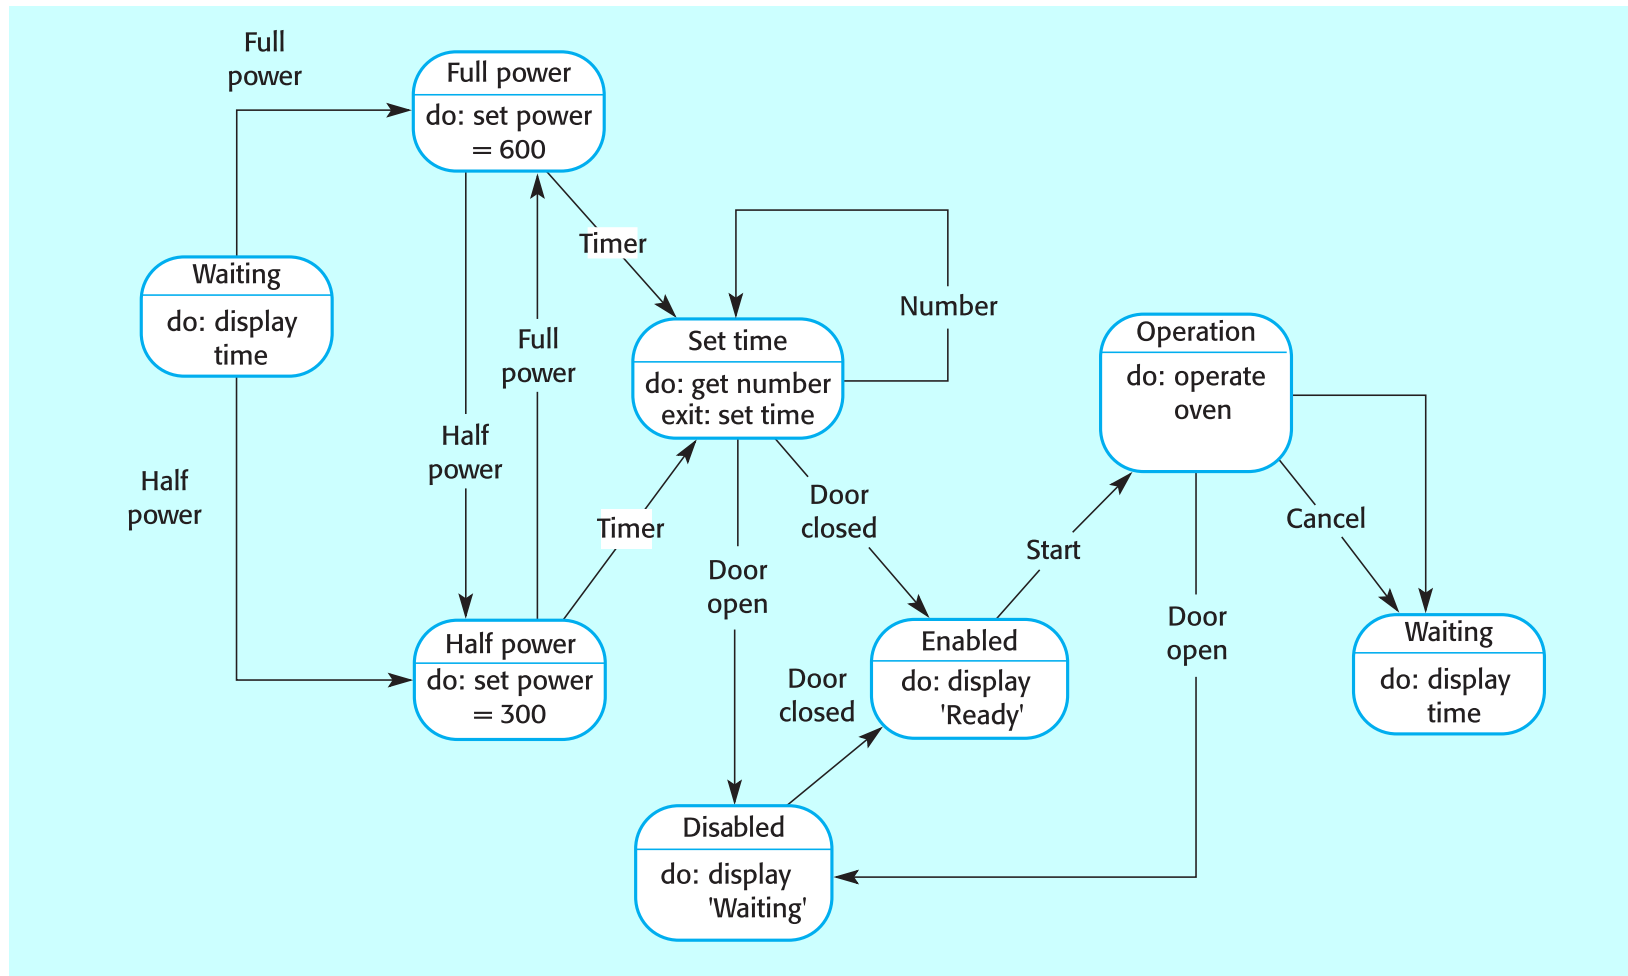 Full
power
Full power
do: set power
= 600
Timer
Waiting
do: display
time
Full
power
Number
Set time
do: get number
exit: set time
Operation
do: operate
oven
Half
power
Half
power
Timer
Door
closed
Door
open
Start
Cancel
Door
open
Half power
do: set power
= 300
Enabled
do: display
'Ready'
Waiting
do: display
time
Door
closed
Disabled
do: display
'Waiting'